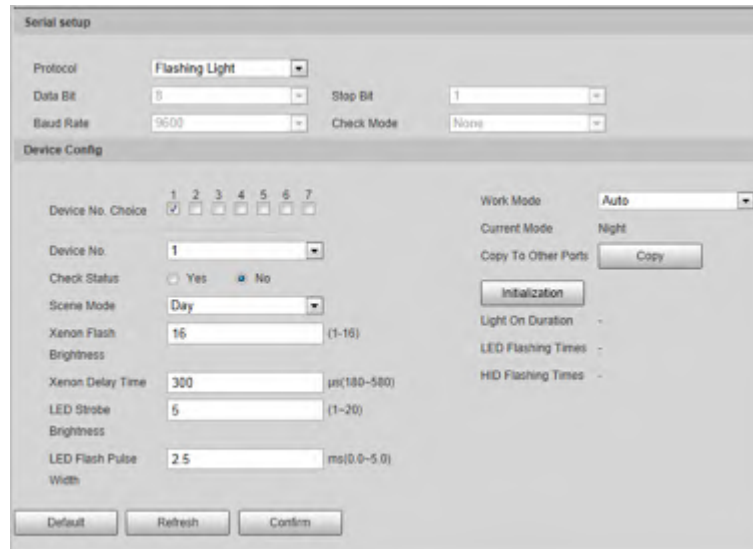 Serial setup
Protocol Flashing Light
Data Bit 8 Stop Bit 1
Baud Rate 9600 Check Mode None
Device Config
1 2 3 4 5 6 7
Device No. Choice
Work Mode Auto
Current Mode Night
Device No. 1
Copy To Other Ports Copy
Check Status Yes No
Initialization
Scene Mode Day
Light On Duration -
Xenon Flash Brightness 16 (1-16)
LED Flashing Times -
HID Flashing Times -
Xenon Delay Time 300 μs(180~580)
LED Strobe Brightness 5 (1~20)
LED Flash Pulse Width 2.5 ms(0.0~5.0)
Default Refresh Confirm